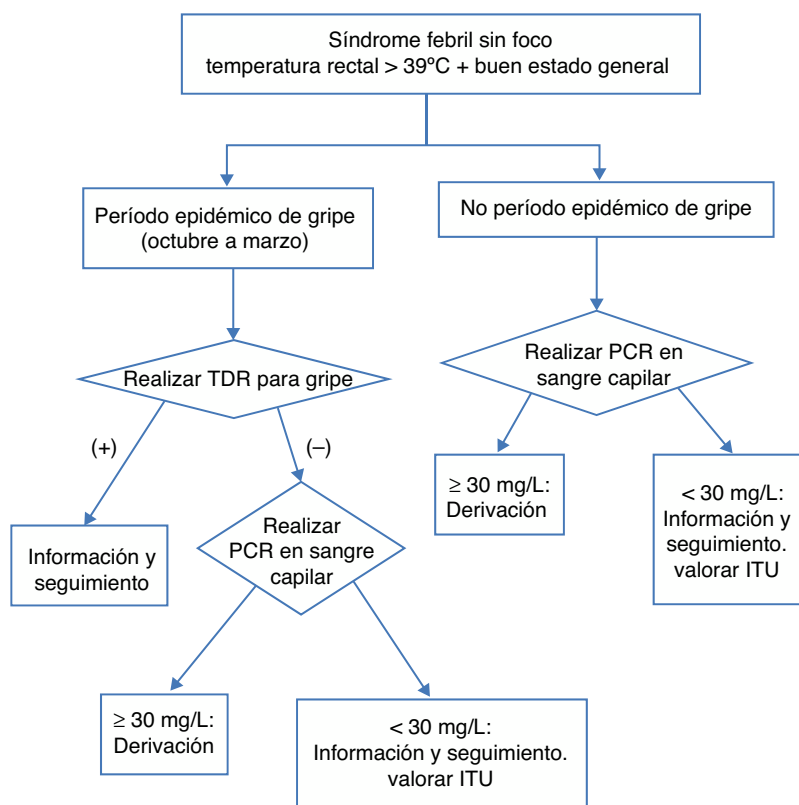 Síndrome febril sin foco
temperatura rectal > 39ºC + buen estado general
Período epidémico de gripe
(octubre a marzo)
No período epidémico de gripe
Realizar TDR para gripe
Realizar PCR en
sangre capilar
(+)
(–)
≥ 30 mg/L:
Derivación
< 30 mg/L:
Información y
seguimiento.
valorar ITU
Información y
seguimiento
Realizar
PCR en sangre
capilar
≥ 30 mg/L:
Derivación
< 30 mg/L:
Información y seguimiento.
valorar ITU